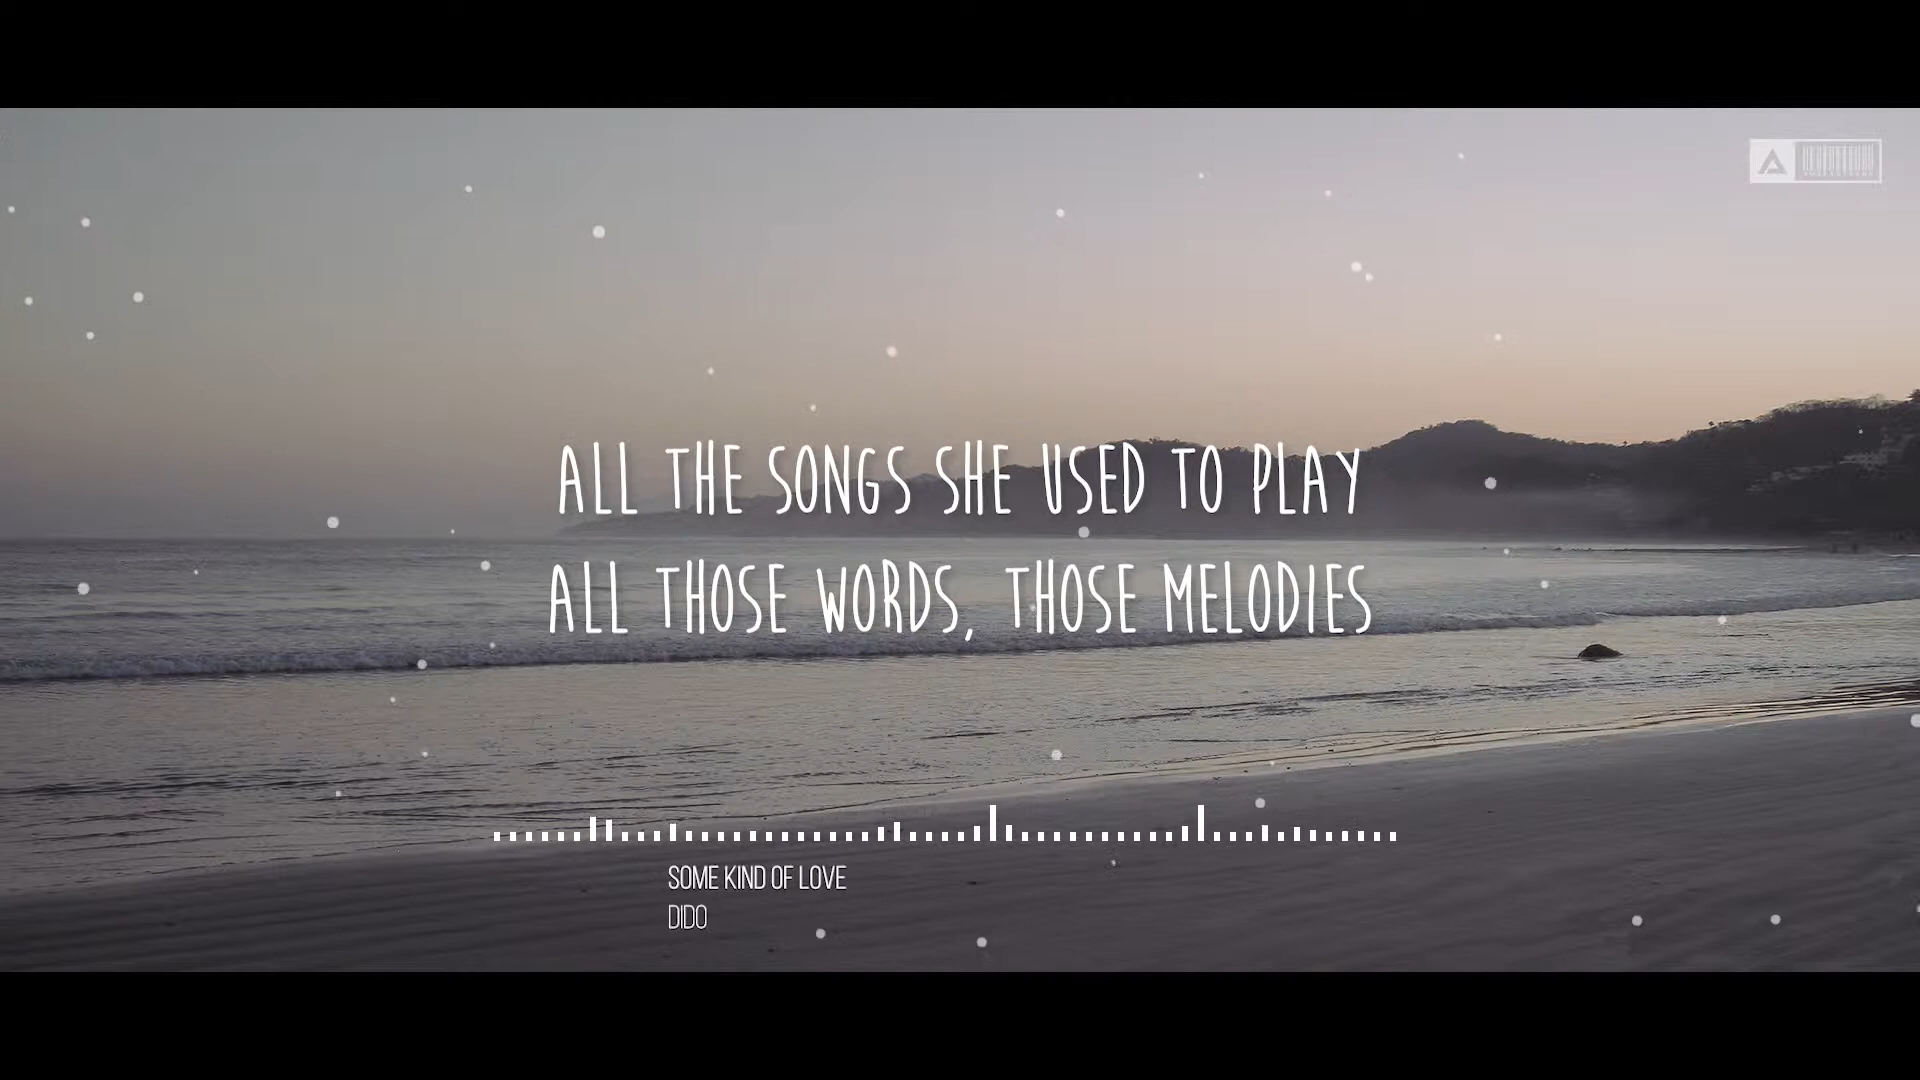 ALL THE SONGS SHE USED TO PLAY
ALL THOSE WORDS, THOSE MELODIES
SOME KIND OF LOVE
DIDO